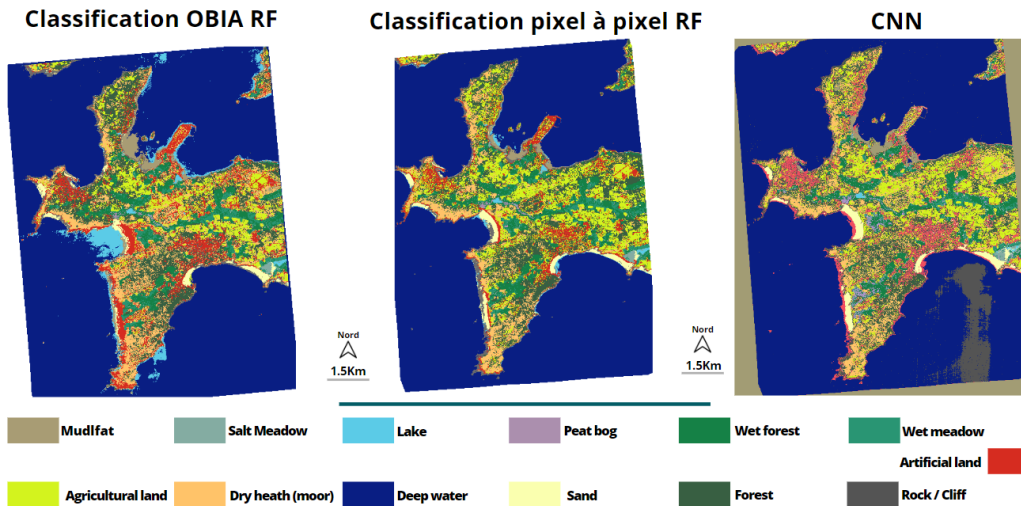 Classification OBIA RF
Classification pixel à pixel RF
CNN
Nord
1.5Km
Nord
1.5Km
Mudlfat
Salt Meadow
Lake
Peat bog
Wet forest
Wet meadow
Artificial land
Agricultural land
Dry heath (moor)
Deep water
Sand
Forest
Rock / Cliff